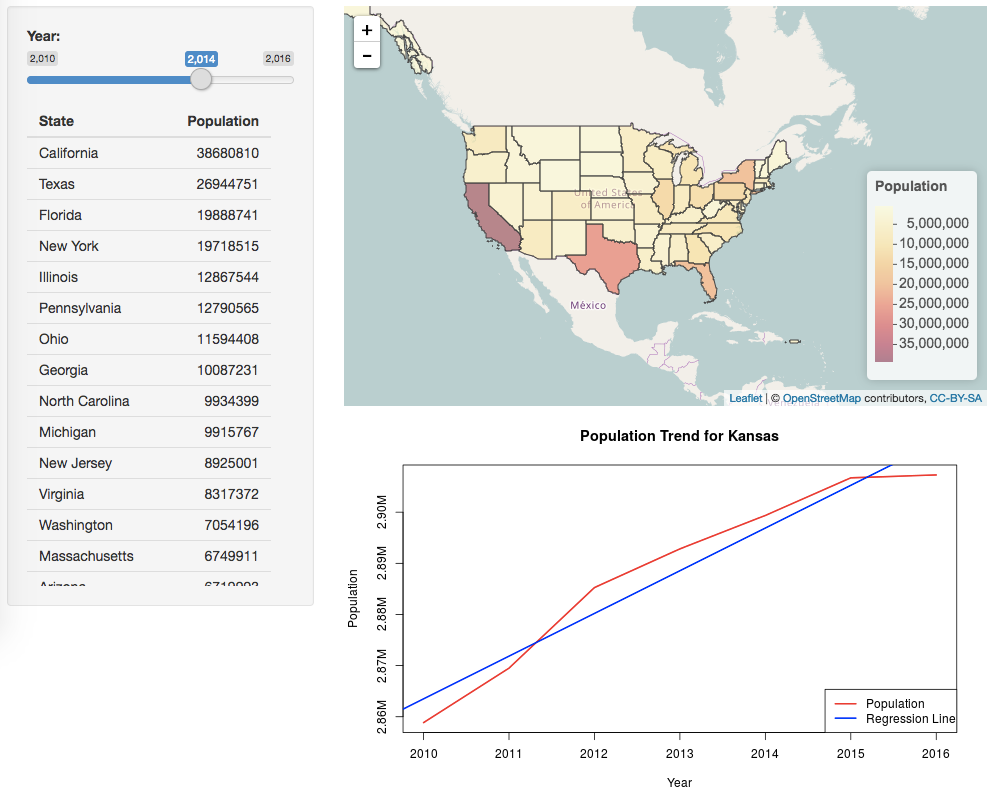 Year:
2,010 2,014 2,016
State Population
California 38680810
Texas 26944751
Florida 19888741
New York 19718515
Illinois 12867544
Pennsylvania 12790565
Ohio 11594408
Georgia 10087231
North Carolina 9934399
Michigan 9915767
New Jersey 8925001
Virginia 8317372
Washington 7054196
Massachusetts 6749911
Arizona
+
−
United States
of America
México
Population
5,000,000
10,000,000
15,000,000
20,000,000
25,000,000
30,000,000
35,000,000
Leaflet | © OpenStreetMap contributors, CC-BY-SA
Population Trend for Kansas
Population
2.90M
2.89M
2.88M
2.87M
2.86M
Population
Regression Line
2010 2011 2012 2013 2014 2015 2016
Year